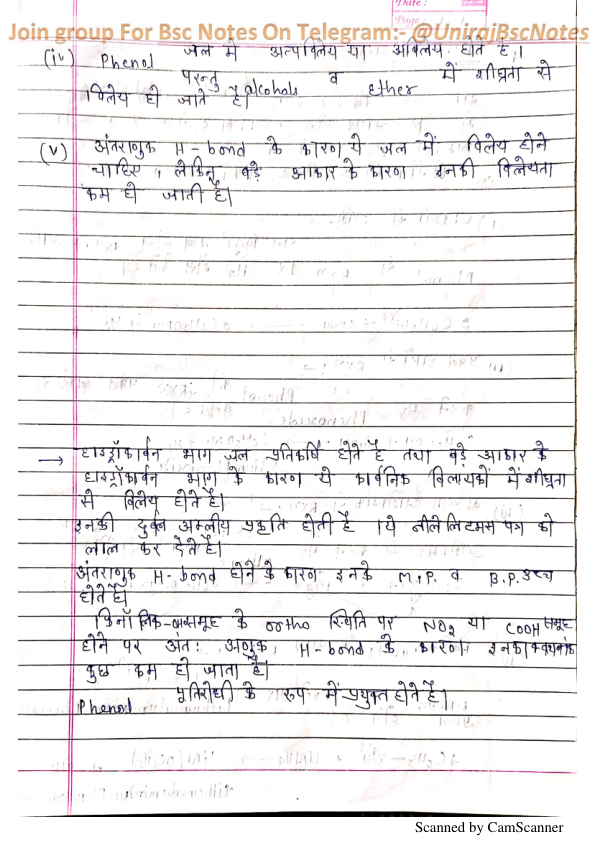 Date :
Page
Join group For Bsc Notes On Telegram:- @UnirajBscNotes
(iv) Phenol जल में अल्पविलेय या अविलेय होते हैं।
परन्तु alcohols व ether में शीघ्रता से
विलेय हो जाते हैं।
(v) अंतराणुक H-bond के कारण ये जल में विलेय होने
चाहिए, लेकिन बड़े आकार के कारण इनकी विलेयता
कम हो जाती है।
→ हाइड्रॉकार्बन भाग जल प्रतिकर्षि होते है तथा बड़े आकार के
हाइड्रॉकार्बन भाग के कारण ये कार्बनिक विलायकों में शीघ्रता
से विलेय होते है।
इनकी दुर्बल अम्लीय प्रकृति होती है। ये नीले लिटमस पत्र को
लाल कर देते है।
अंतराणुक H-bond होने के कारण इनके M.P. व B.P. उच्च
होते है।
फिनॉलिक समूह के ortho स्थिति पर NO2 या COOH समूह
होने पर अंतः अणुक H-bond के कारण इनका क्वथनांक
कुछ कम हो जाता है।
Phenol पूतिरोधी के रूप में प्रयुक्त होते है।
Scanned by CamScanner